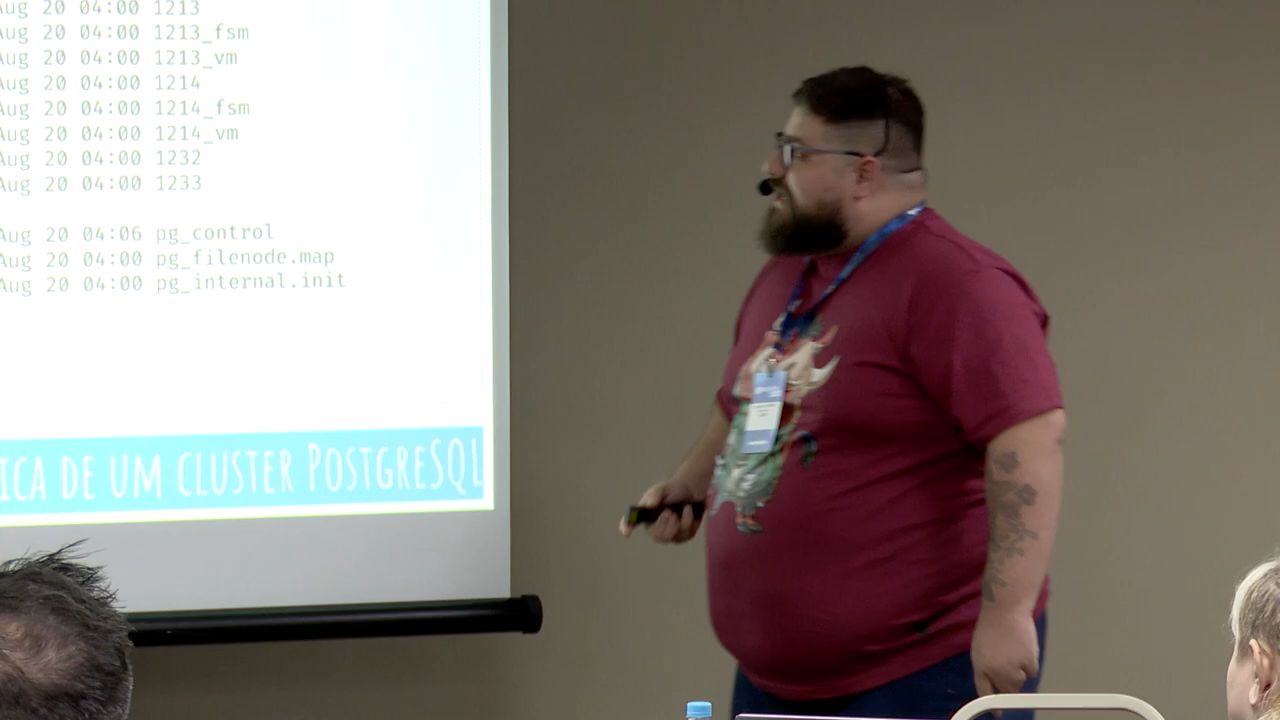 Aug 20 04:00 1213
Aug 20 04:00 1213_fsm
Aug 20 04:00 1213_vm
Aug 20 04:00 1214
Aug 20 04:00 1214_fsm
Aug 20 04:00 1214_vm
Aug 20 04:00 1232
Aug 20 04:00 1233
Aug 20 04:06 pg_control
Aug 20 04:00 pg_filenode.map
Aug 20 04:00 pg_internal.init
ICA DE UM CLUSTER POSTGRESQL